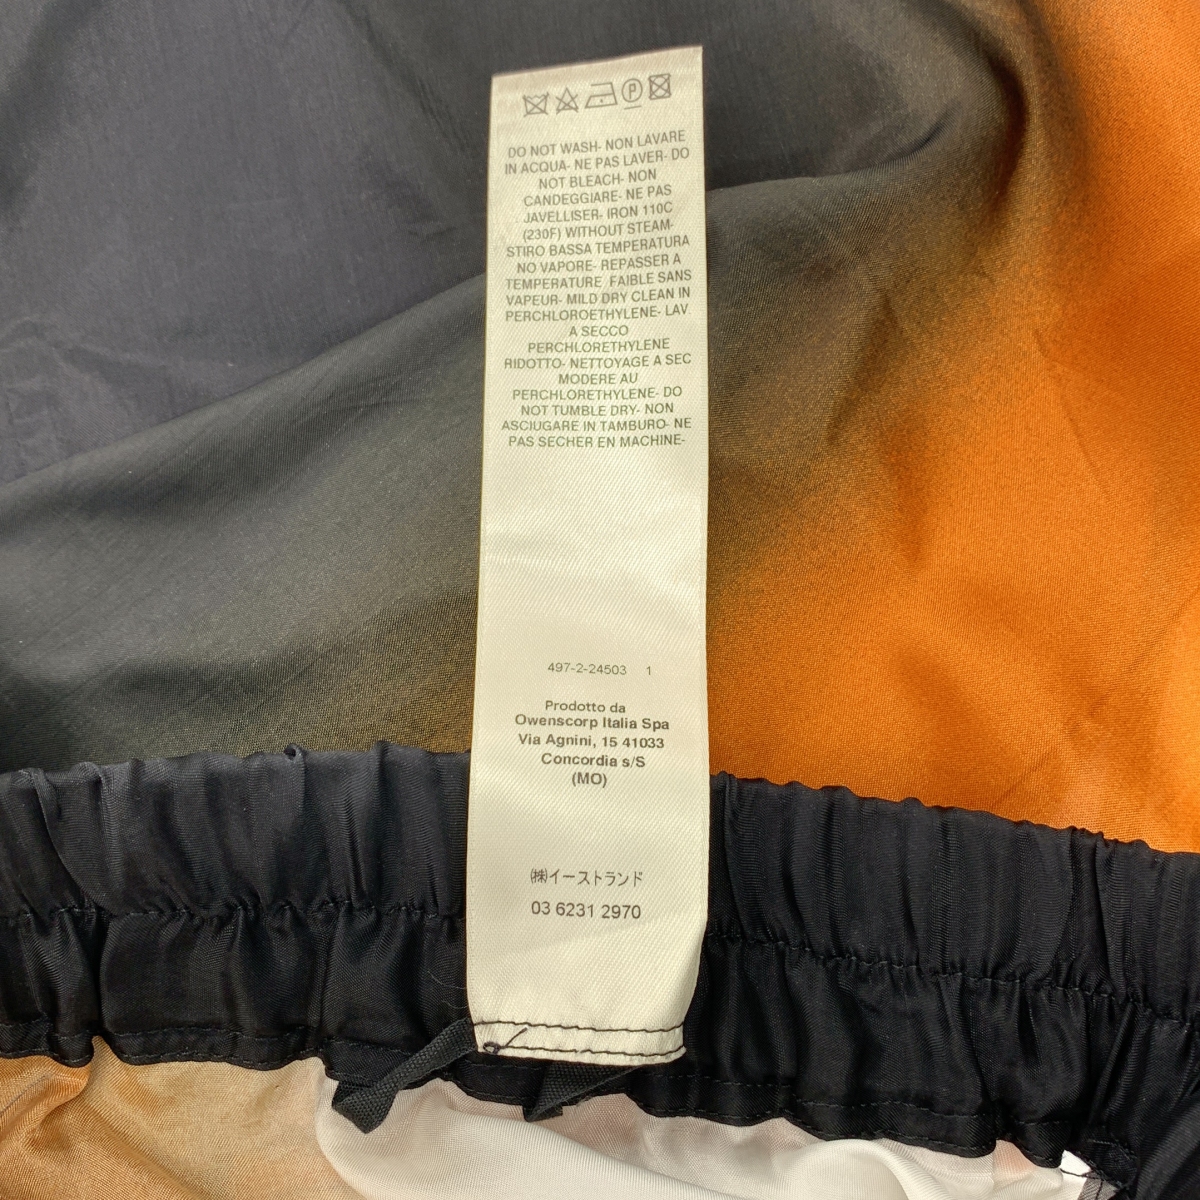 DO NOT WASH- NON LAVARE
IN ACQUA- NE PAS LAVER- DO
NOT BLEACH- NON
CANDEGGIARE- NE PAS
JAVELLISER- IRON 110C
(230F) WITHOUT STEAM-
STIRO BASSA TEMPERATURA
NO VAPORE- REPASSER A
TEMPERATURE FAIBLE SANS
VAPEUR- MILD DRY CLEAN IN
PERCHLOROETHYLENE- LAV.
A SECCO
PERCHLORETHYLENE
RIDOTTO- NETTOYAGE A SEC
MODERE AU
PERCHLORETHYLENE- DO
NOT TUMBLE DRY- NON
ASCIUGARE IN TAMBURO- NE
PAS SECHER EN MACHINE-
497-2-24503 1
Prodotto da
Owenscorp Italia Spa
Via Agnini, 15 41033
Concordia s/S
(MO)
㈱イーストランド
03 6231 2970